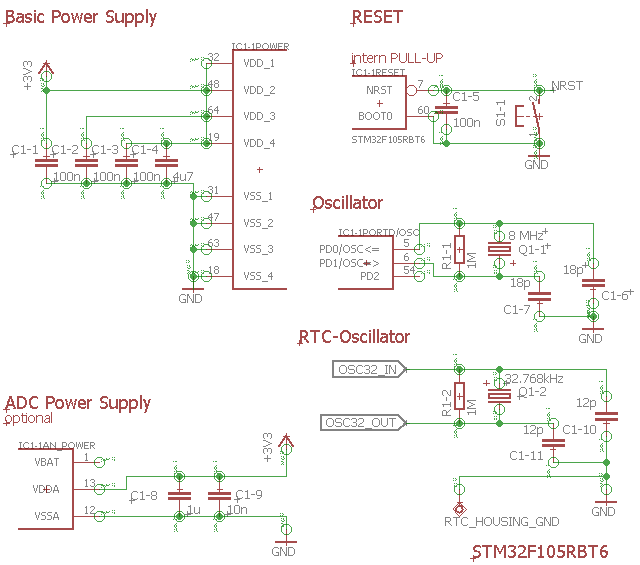 Basic Power Supply
IC1-1POWER
+3V3
32 VDD_1
48 VDD_2
64 VDD_3
19 VDD_4
C1-1 C1-2 C1-3 C1-4
100n 100n 100n 4u7
31 VSS_1
47 VSS_2
63 VSS_3
18 VSS_4
GND
RESET
intern PULL-UP
IC1-1RESET
NRST 7
BOOT0 60
STM32F105RBT6
C1-5
100n
S1-1
2
1
NRST
GND
Oscillator
IC1-1PORTD/OSC
PD0/OSC<= 5
PD1/OSC=> 6
PD2 54
R1-1
1M
8 MHz
Q1-1
18p
C1-7
18p
C1-6
GND
RTC-Oscillator
OSC32_IN
OSC32_OUT
R1-2
1M
32.768kHz
Q1-2
12p
C1-11
12p
C1-10
RTC_HOUSING_GND
GND
ADC Power Supply
optional
IC1-1AN_POWER
VBAT 1
VDDA 13
VSSA 12
C1-8
1u
C1-9
10n
+3V3
GND
STM32F105RBT6